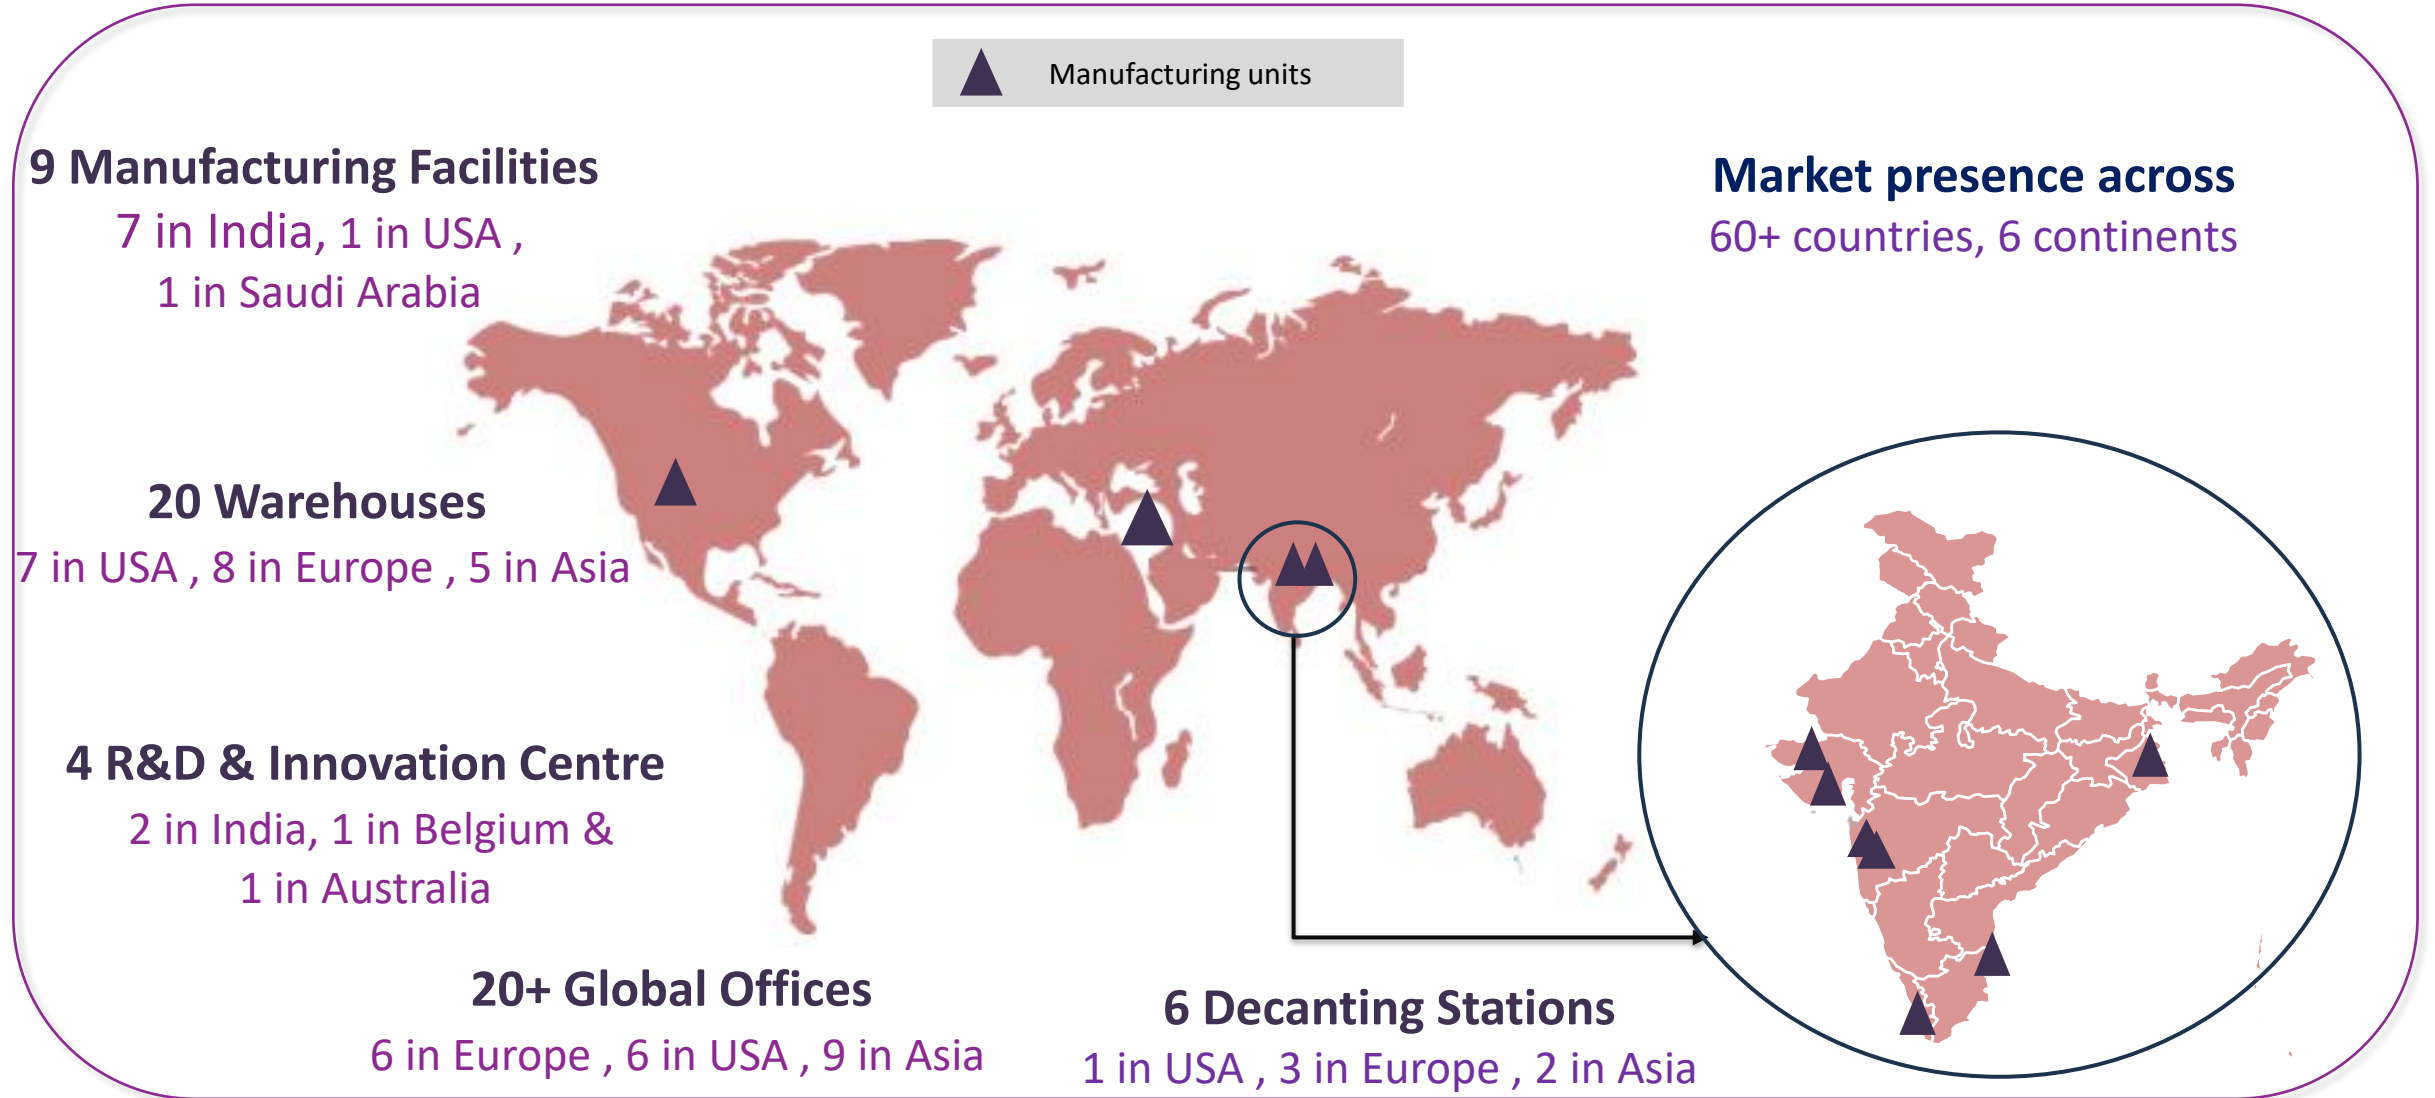 Manufacturing units
9 Manufacturing Facilities
7 in India, 1 in USA ,
1 in Saudi Arabia
Market presence across
60+ countries, 6 continents
20 Warehouses
7 in USA , 8 in Europe , 5 in Asia
4 R&D & Innovation Centre
2 in India, 1 in Belgium &
1 in Australia
20+ Global Offices
6 in Europe , 6 in USA , 9 in Asia
6 Decanting Stations
1 in USA , 3 in Europe , 2 in Asia